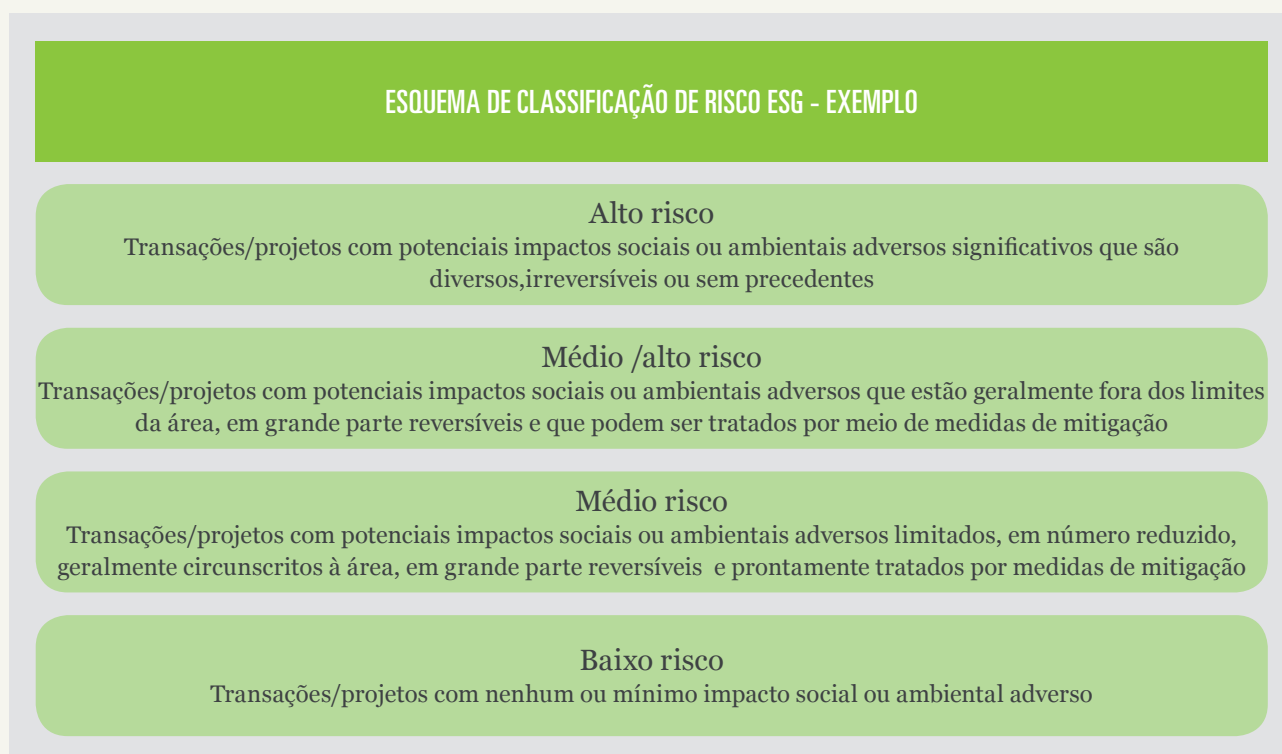 ESQUEMA DE CLASSIFICAÇÃO DE RISCO ESG - EXEMPLO
Alto risco
Transações/projetos com potenciais impactos sociais ou ambientais adversos significativos que são
diversos,irreversíveis ou sem precedentes
Médio /alto risco
Transações/projetos com potenciais impactos sociais ou ambientais adversos que estão geralmente fora dos limites
da área, em grande parte reversíveis e que podem ser tratados por meio de medidas de mitigação
Médio risco
Transações/projetos com potenciais impactos sociais ou ambientais adversos limitados, em número reduzido,
geralmente circunscritos à área, em grande parte reversíveis e prontamente tratados por medidas de mitigação
Baixo risco
Transações/projetos com nenhum ou mínimo impacto social ou ambiental adverso